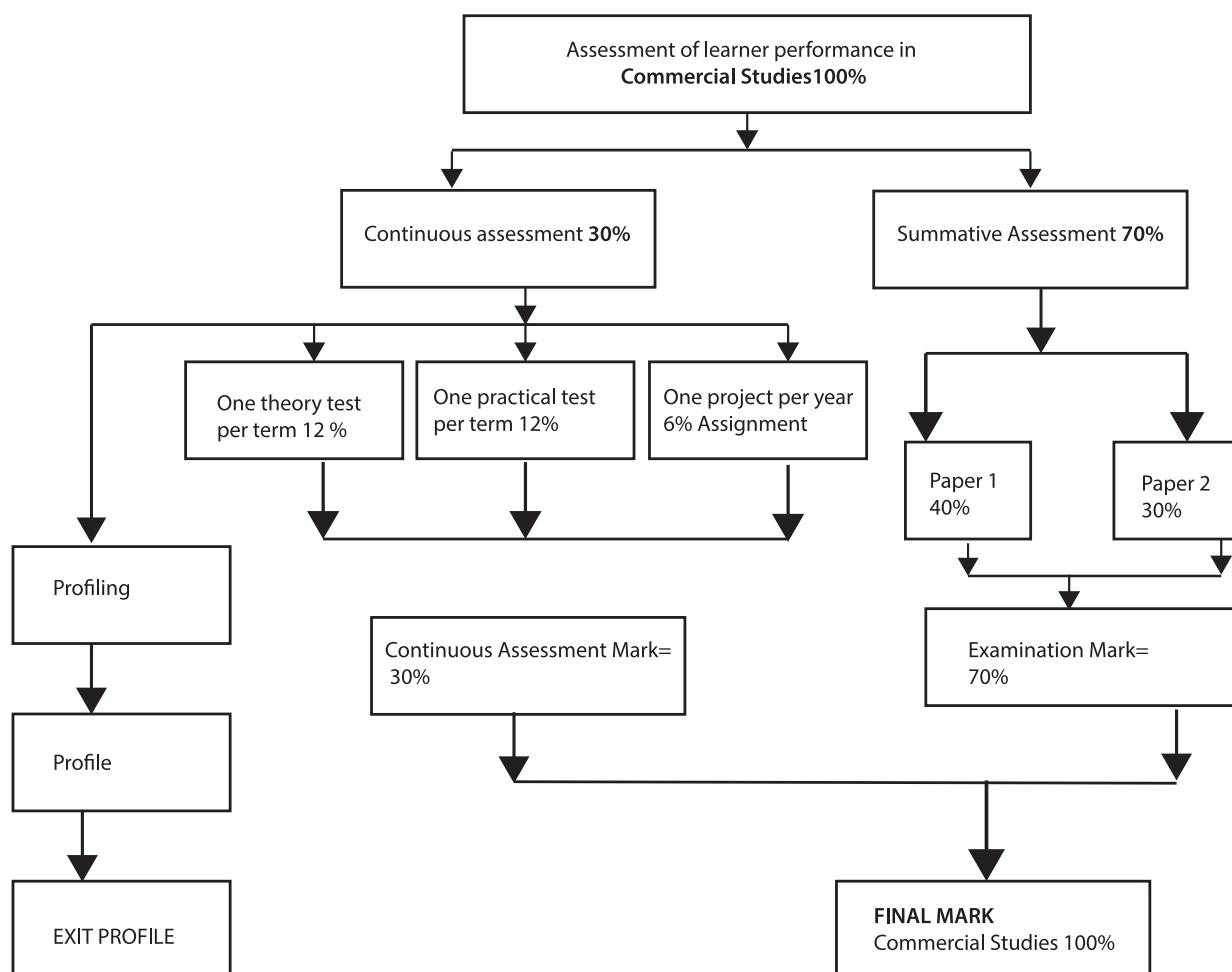 Assessment of learner performance in
Commercial Studies100%
Continuous assessment 30%
Summative Assessment 70%
One theory test
per term 12 %
One practical test
per term 12%
One project per year
6% Assignment
Paper 1
40%
Paper 2
30%
Profiling
Continuous Assessment Mark=
30%
Examination Mark=
70%
Profile
EXIT PROFILE
FINAL MARK
Commercial Studies 100%